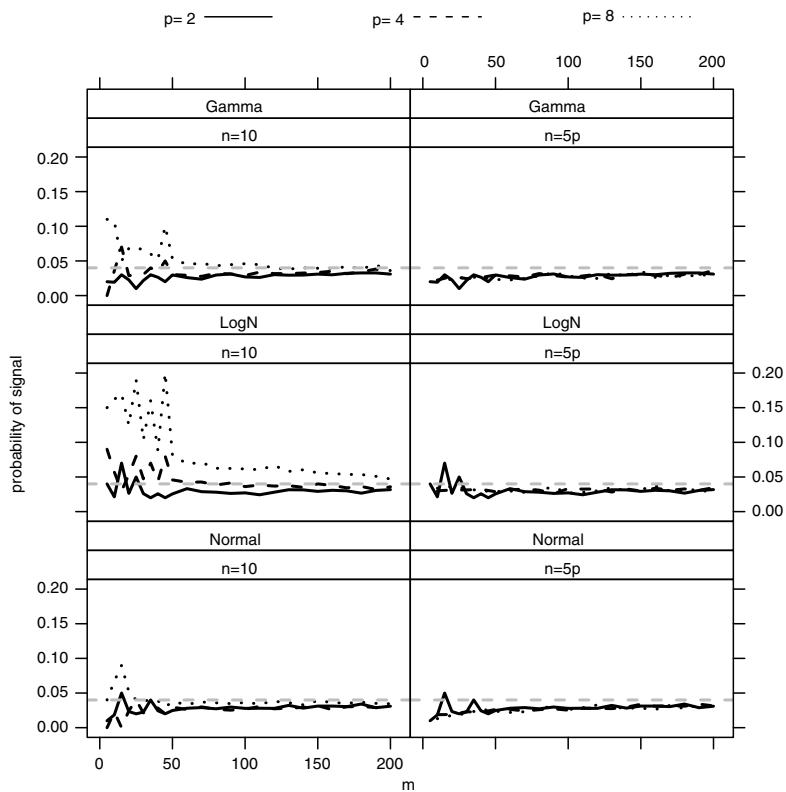 p= 2 p= 4 p= 8
0 50 100 150 200
Gamma Gamma
n=10 n=5p
0.20
0.15
0.10
0.05
0.00
LogN LogN
n=10 n=5p
0.20
0.15
0.10
0.05
0.00
probability of signal
Normal Normal
n=10 n=5p
0.20
0.15
0.10
0.05
0.00
0 50 100 150 200
m